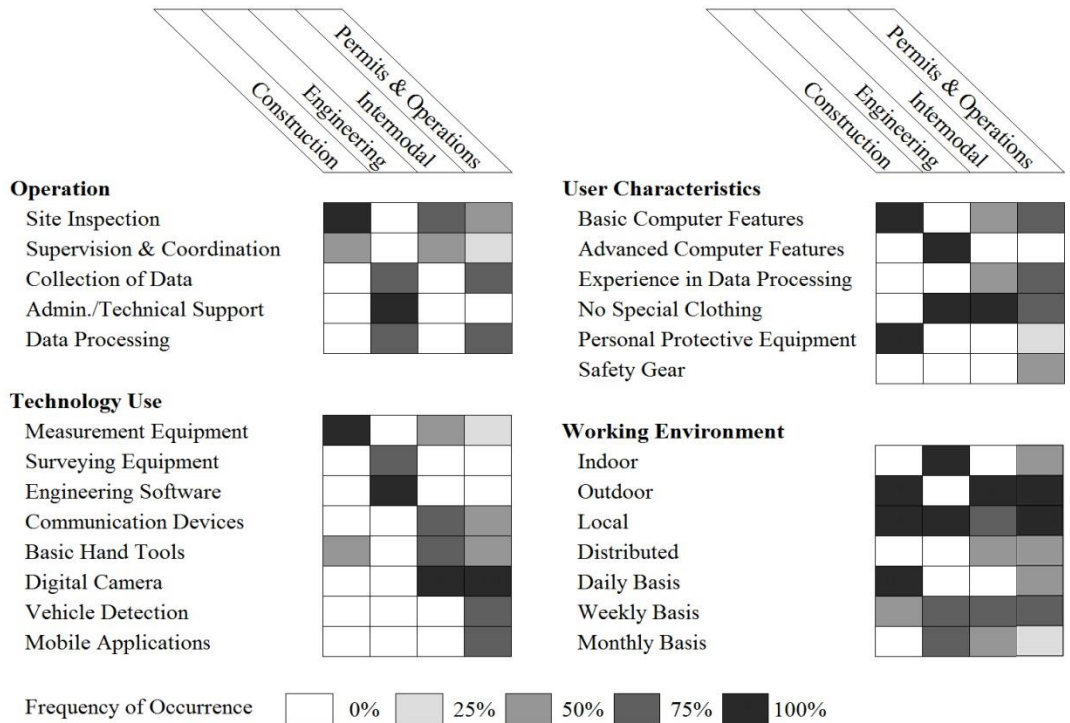 Construction
Engineering
Intermodal
Permits & Operations
Operation
Site Inspection
Supervision & Coordination
Collection of Data
Admin./Technical Support
Data Processing
Technology Use
Measurement Equipment
Surveying Equipment
Engineering Software
Communication Devices
Basic Hand Tools
Digital Camera
Vehicle Detection
Mobile Applications
Construction
Engineering
Intermodal
Permits & Operations
User Characteristics
Basic Computer Features
Advanced Computer Features
Experience in Data Processing
No Special Clothing
Personal Protective Equipment
Safety Gear
Working Environment
Indoor
Outdoor
Local
Distributed
Daily Basis
Weekly Basis
Monthly Basis
Frequency of Occurrence 0% 25% 50% 75% 100%